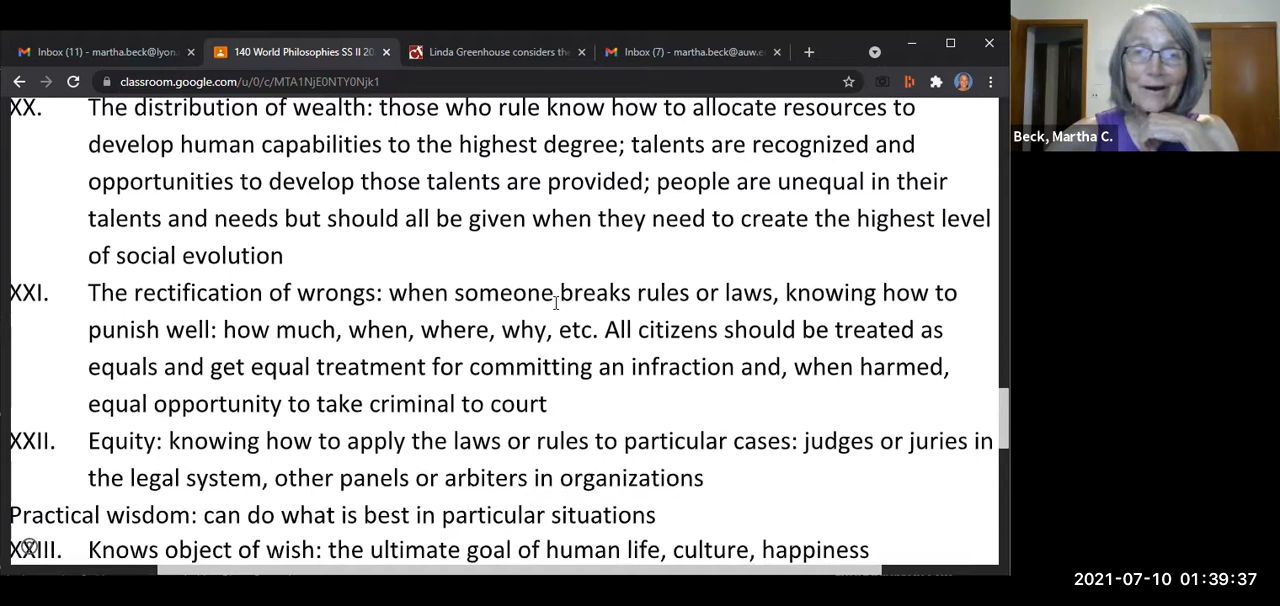 Inbox (11) - martha.beck@lyon.
140 World Philosophies SS II 20
Linda Greenhouse considers the
Inbox (7) - martha.beck@auw.e
classroom.google.com/u/0/c/MTA1NjE0NTY0Njk1
XX. The distribution of wealth: those who rule know how to allocate resources to
develop human capabilities to the highest degree; talents are recognized and
opportunities to develop those talents are provided; people are unequal in their
talents and needs but should all be given when they need to create the highest level
of social evolution
XXI. The rectification of wrongs: when someone breaks rules or laws, knowing how to
punish well: how much, when, where, why, etc. All citizens should be treated as
equals and get equal treatment for committing an infraction and, when harmed,
equal opportunity to take criminal to court
XXII. Equity: knowing how to apply the laws or rules to particular cases: judges or juries in
the legal system, other panels or arbiters in organizations
Practical wisdom: can do what is best in particular situations
XXIII. Knows object of wish: the ultimate goal of human life, culture, happiness
Beck, Martha C.
2021-07-10 01:39:37